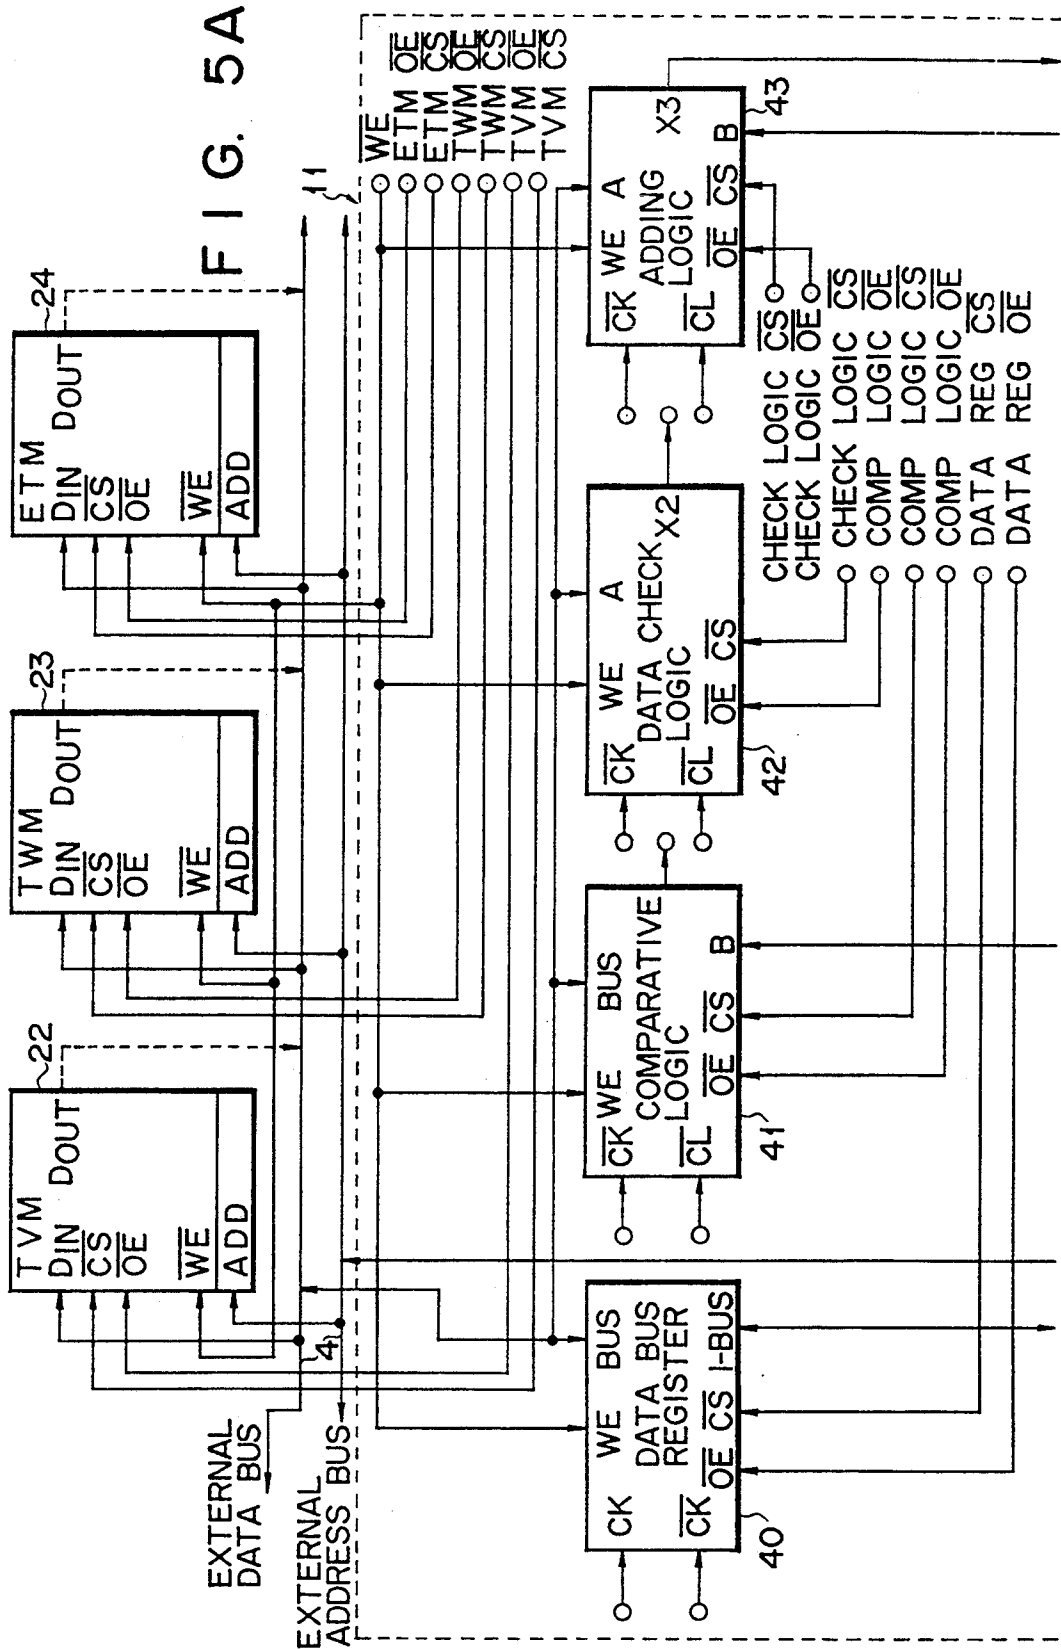 FIG. 5A
TVM
DIN
DOUT
CS
OE
WE
ADD
22
TWM
DIN
DOUT
CS
OE
WE
ADD
23
ETM
DIN
DOUT
CS
OE
WE
ADD
24
EXTERNAL
DATA BUS
4
EXTERNAL
ADDRESS BUS
11
WE
ETM OE
ETM CS
TWM OE
TWM CS
TVM OE
TVM CS
CK
WE BUS
DATA BUS
REGISTER
CK
OE CS I-BUS
40
CK WE BUS
COMPARATIVE
LOGIC
CL
OE CS B
41
CK WE A
DATA CHECK
LOGIC
X2
CL
OE CS
42
CK WE A
ADDING
LOGIC
X3
CL
OE CS B
43
CHECK LOGIC CS
CHECK LOGIC OE
CHECK LOGIC CS
COMP LOGIC OE
COMP LOGIC CS
COMP LOGIC OE
DATA REG CS
DATA REG OE